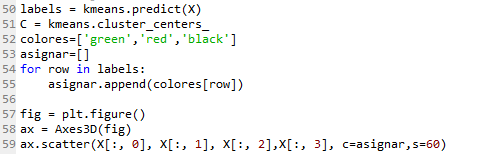 50 labels = kmeans.predict(X)
51 C = kmeans.cluster_centers_
52 colores=['green','red','black']
53 asignar=[]
54 for row in labels:
55     asignar.append(colores[row])
56
57 fig = plt.figure()
58 ax = Axes3D(fig)
59 ax.scatter(X[:, 0], X[:, 1], X[:, 2],X[:, 3], c=asignar,s=60)